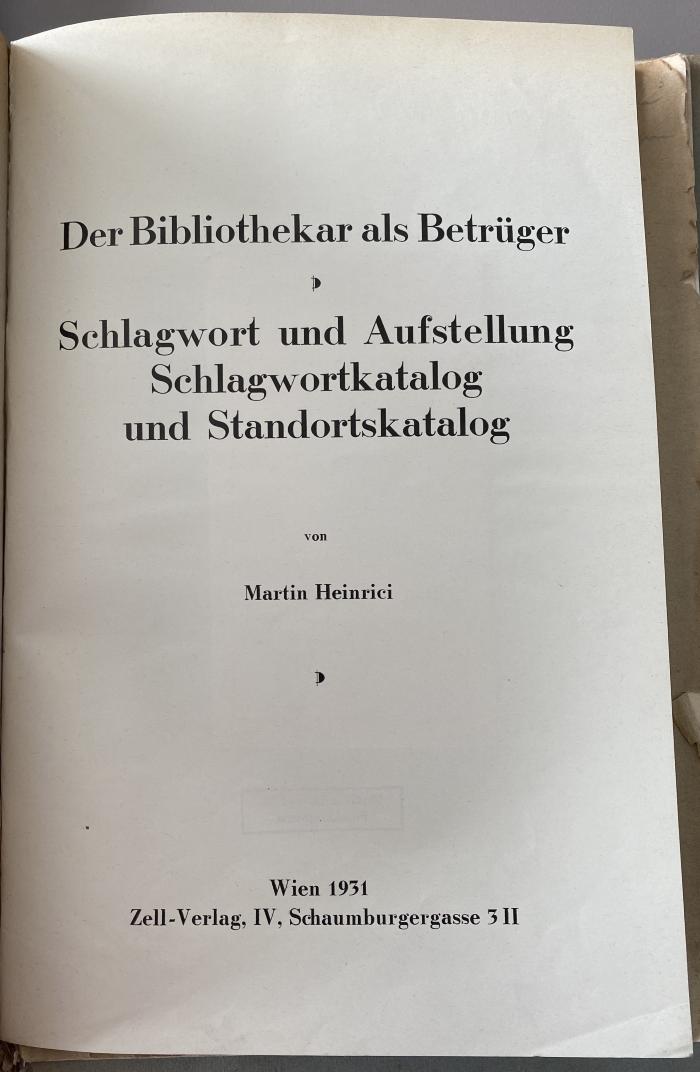 Der Bibliothekar als Betrüger
Schlagwort und Aufstellung
Schlagwortkatalog
und Standortskatalog
von
Martin Heinrici
Wien 1931
Zell-Verlag, IV, Schaumburgergasse 3 II